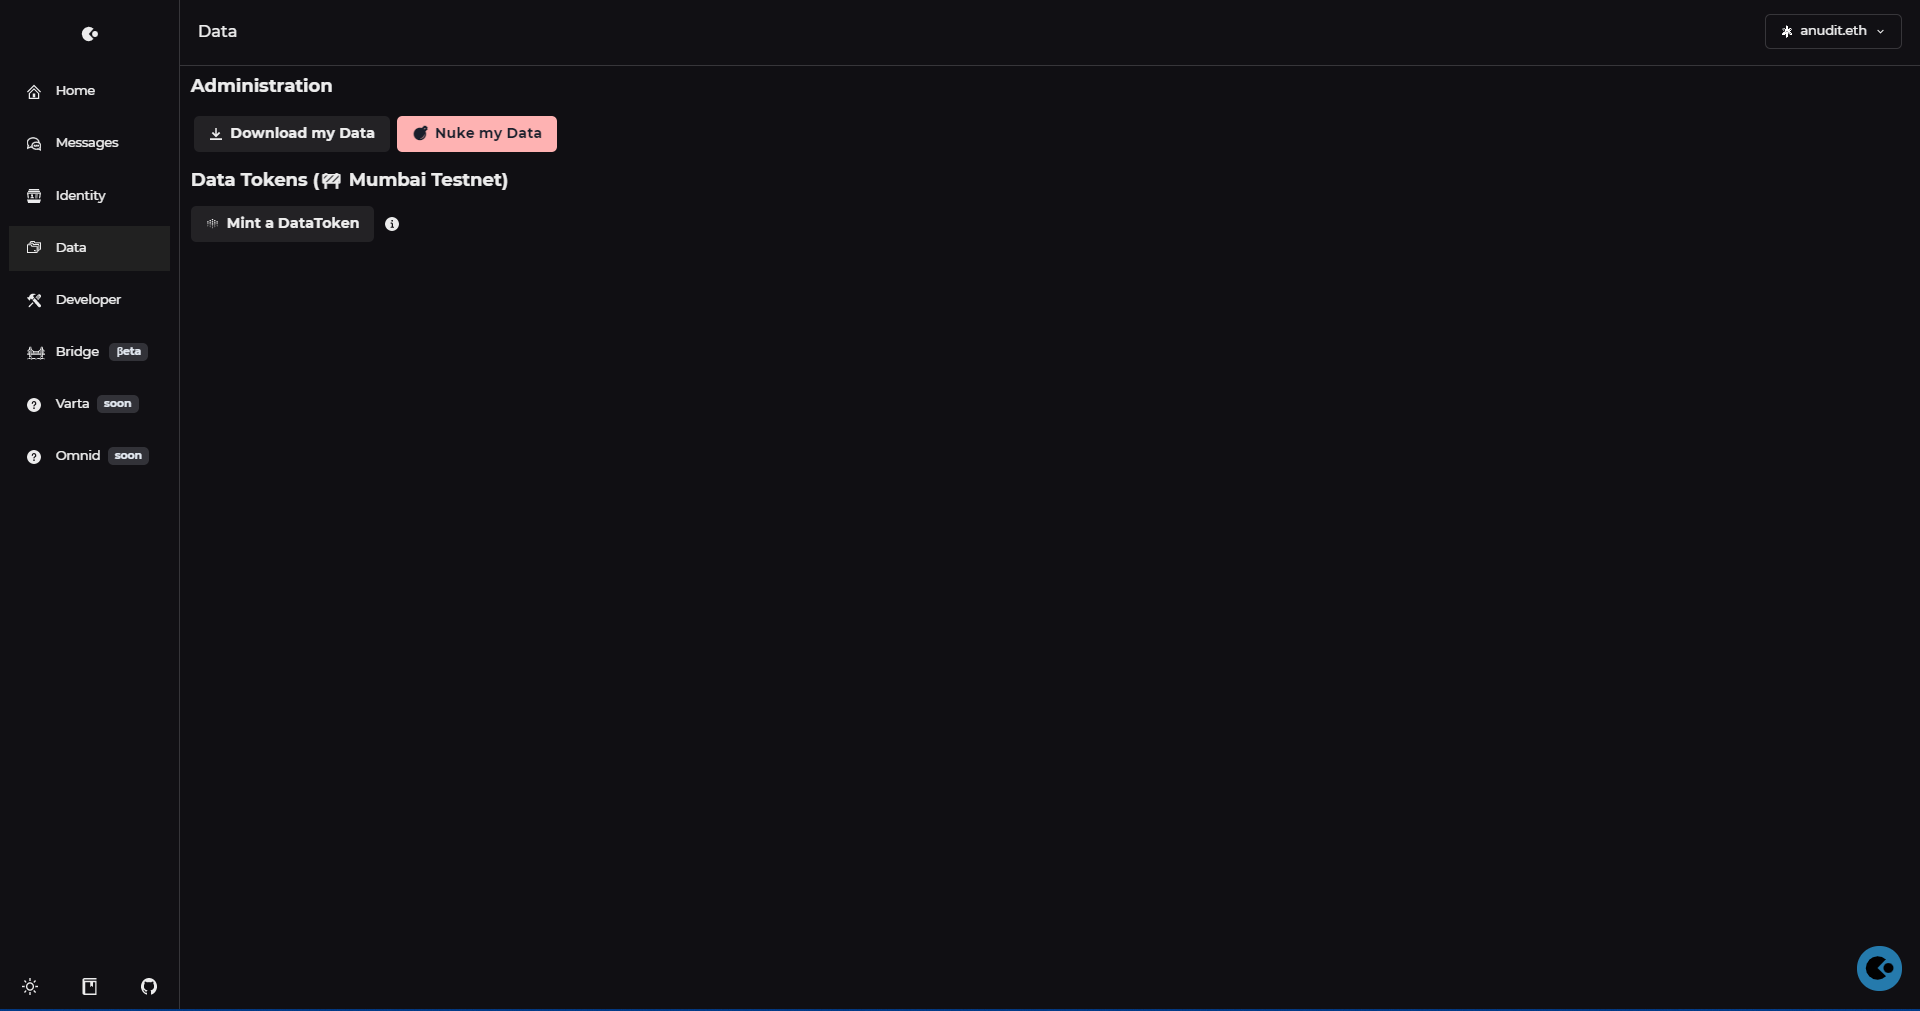 Data
anudit.eth
Home
Messages
Identity
Data
Developer
Bridge βeta
Varta soon
Omnid soon
Administration
Download my Data
Nuke my Data
Data Tokens (🚧 Mumbai Testnet)
Mint a DataToken